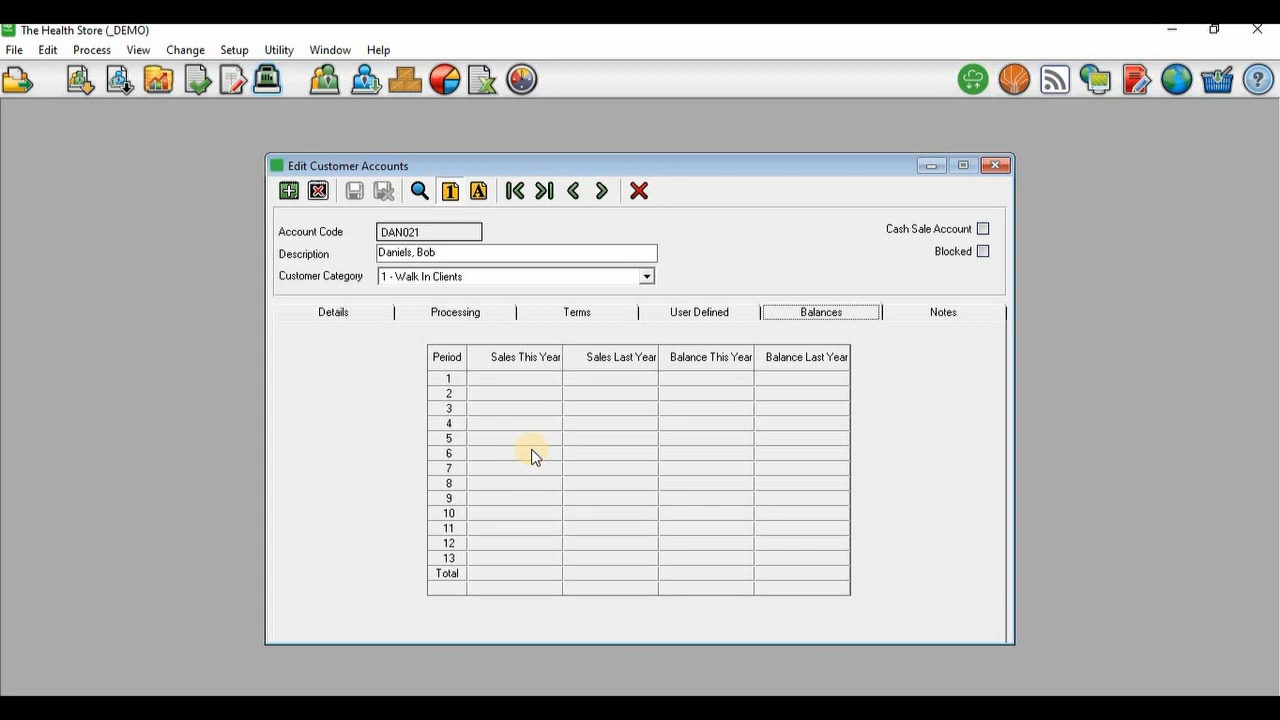 The Health Store (_DEMO)
File Edit Process View Change Setup Utility Window Help
Edit Customer Accounts
Account Code DAN021 Cash Sale Account
Description Daniels, Bob Blocked
Customer Category 1 - Walk In Clients
Details Processing Terms User Defined Balances Notes
Period Sales This Year Sales Last Year Balance This Year Balance Last Year
1
2
3
4
5
6
7
8
9
10
11
12
13
Total